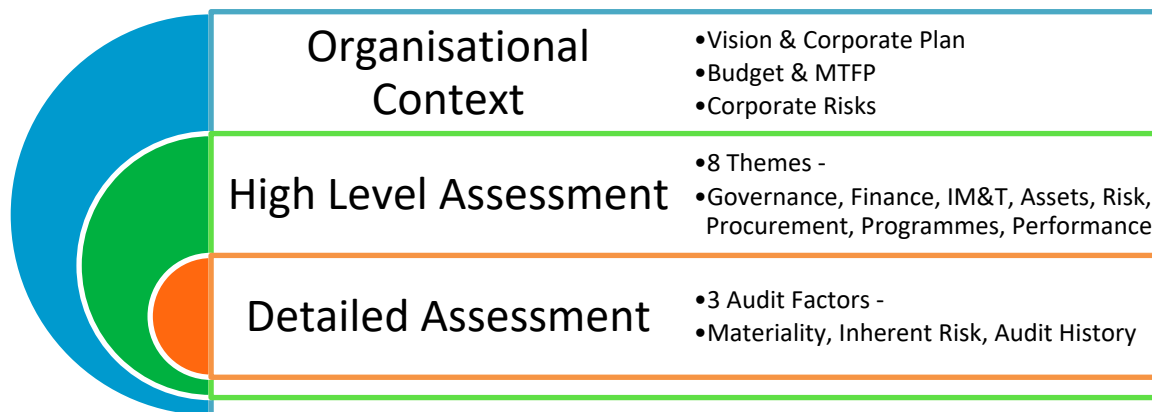 Organisational
Context
•Vision & Corporate Plan
•Budget & MTFP
•Corporate Risks
High Level Assessment
•8 Themes -
•Governance, Finance, IM&T, Assets, Risk,
Procurement, Programmes, Performance
Detailed Assessment
•3 Audit Factors -
•Materiality, Inherent Risk, Audit History